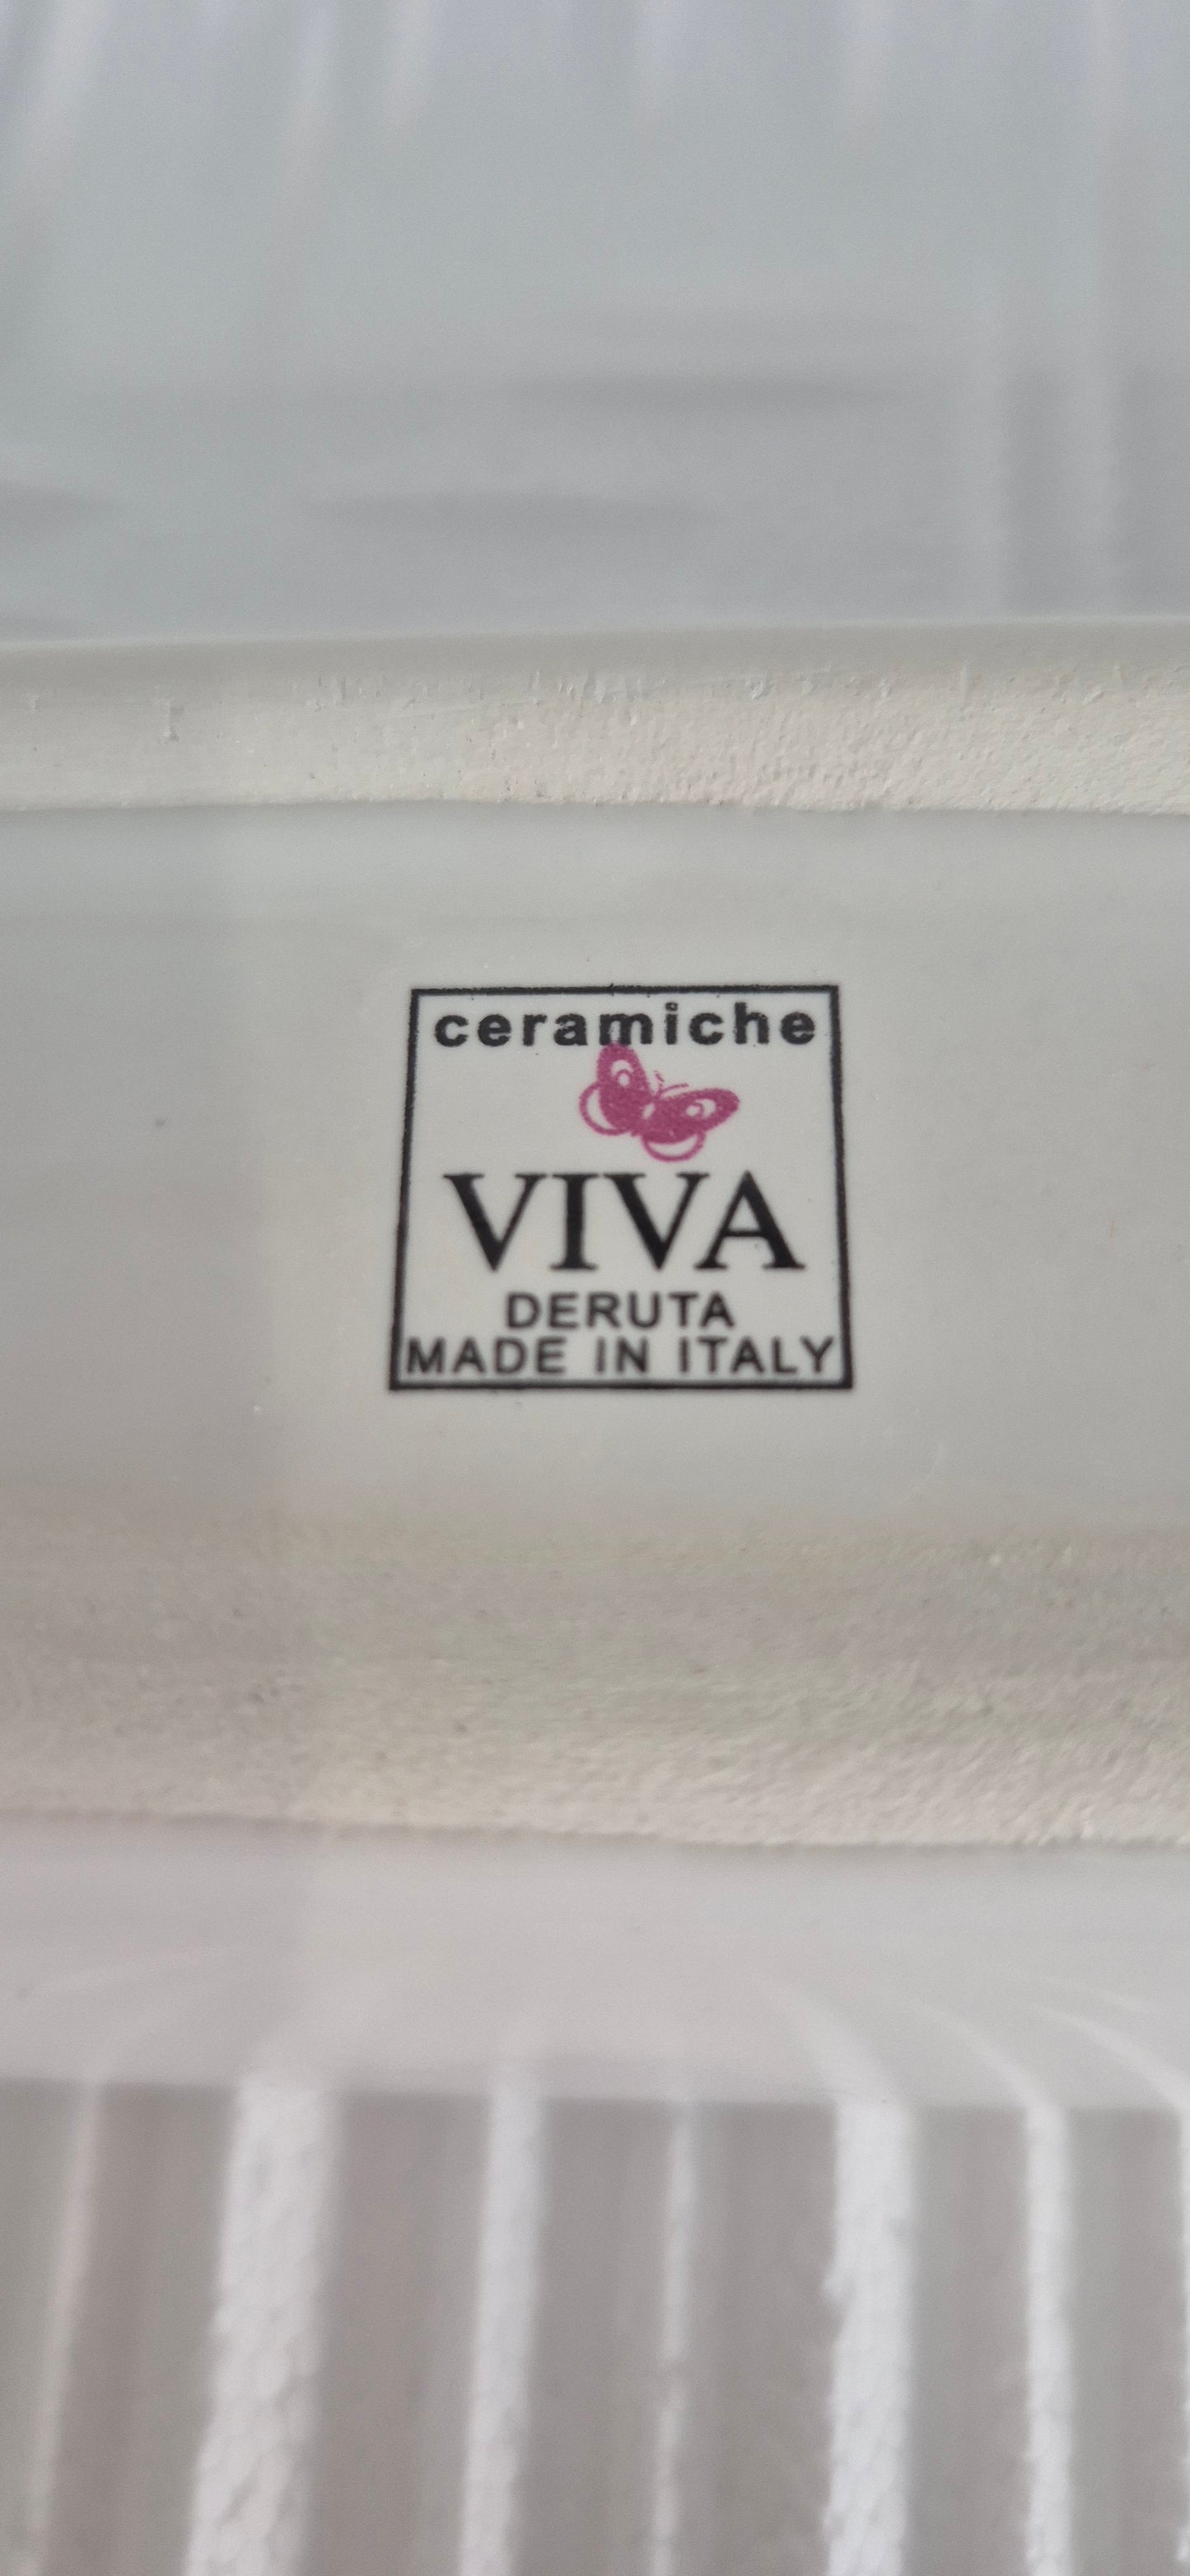 ceramiche
VIVA
DERUTA
MADE IN ITALY